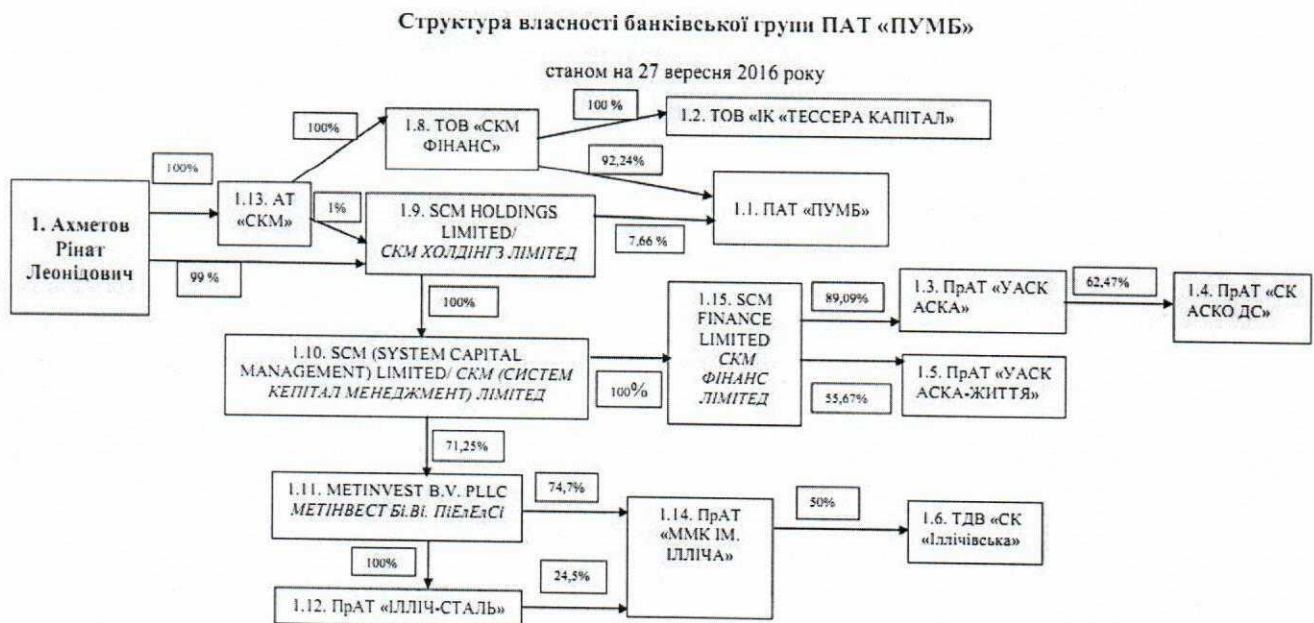 Структура власності банківської групи ПАТ «ПУМБ»
станом на 27 вересня 2016 року
100%
1.8. ТОВ «СКМ
ФІНАНС»
100 %
1.2. ТОВ «ІК «ТЕССЕРА КАПІТАЛ»
92,24%
1. Ахметов
Рінат
Леонідович
100%
99 %
1.13. АТ
«СКМ»
1%
1.9. SCM HOLDINGS
LIMITED/
СКМ ХОЛДІНГЗ ЛІМІТЕД
7,66 %
1.1. ПАТ «ПУМБ»
100%
1.10. SCM (SYSTEM CAPITAL
MANAGEMENT) LIMITED/ СКМ (СИСТЕМ
КЕПІТАЛ МЕНЕДЖМЕНТ) ЛІМІТЕД
100%
1.15. SCM
FINANCE
LIMITED
СКМ
ФІНАНС
ЛІМІТЕД
89,09%
1.3. ПрАТ «УАСК
АСКА»
62,47%
1.4. ПрАТ «СК
АСКО ДС»
55,67%
1.5. ПрАТ «УАСК
АСКА-ЖИТТЯ»
71,25%
1.11. METINVEST B.V. PLLC
МЕТІНВЕСТ Бі.Ві. ПіЕлЕлСі
74,7%
1.14. ПрАТ
«ММК ІМ.
ІЛЛІЧА»
50%
1.6. ТДВ «СК
«Іллічівська»
100%
24,5%
1.12. ПрАТ «ІЛЛІЧ-СТАЛЬ»